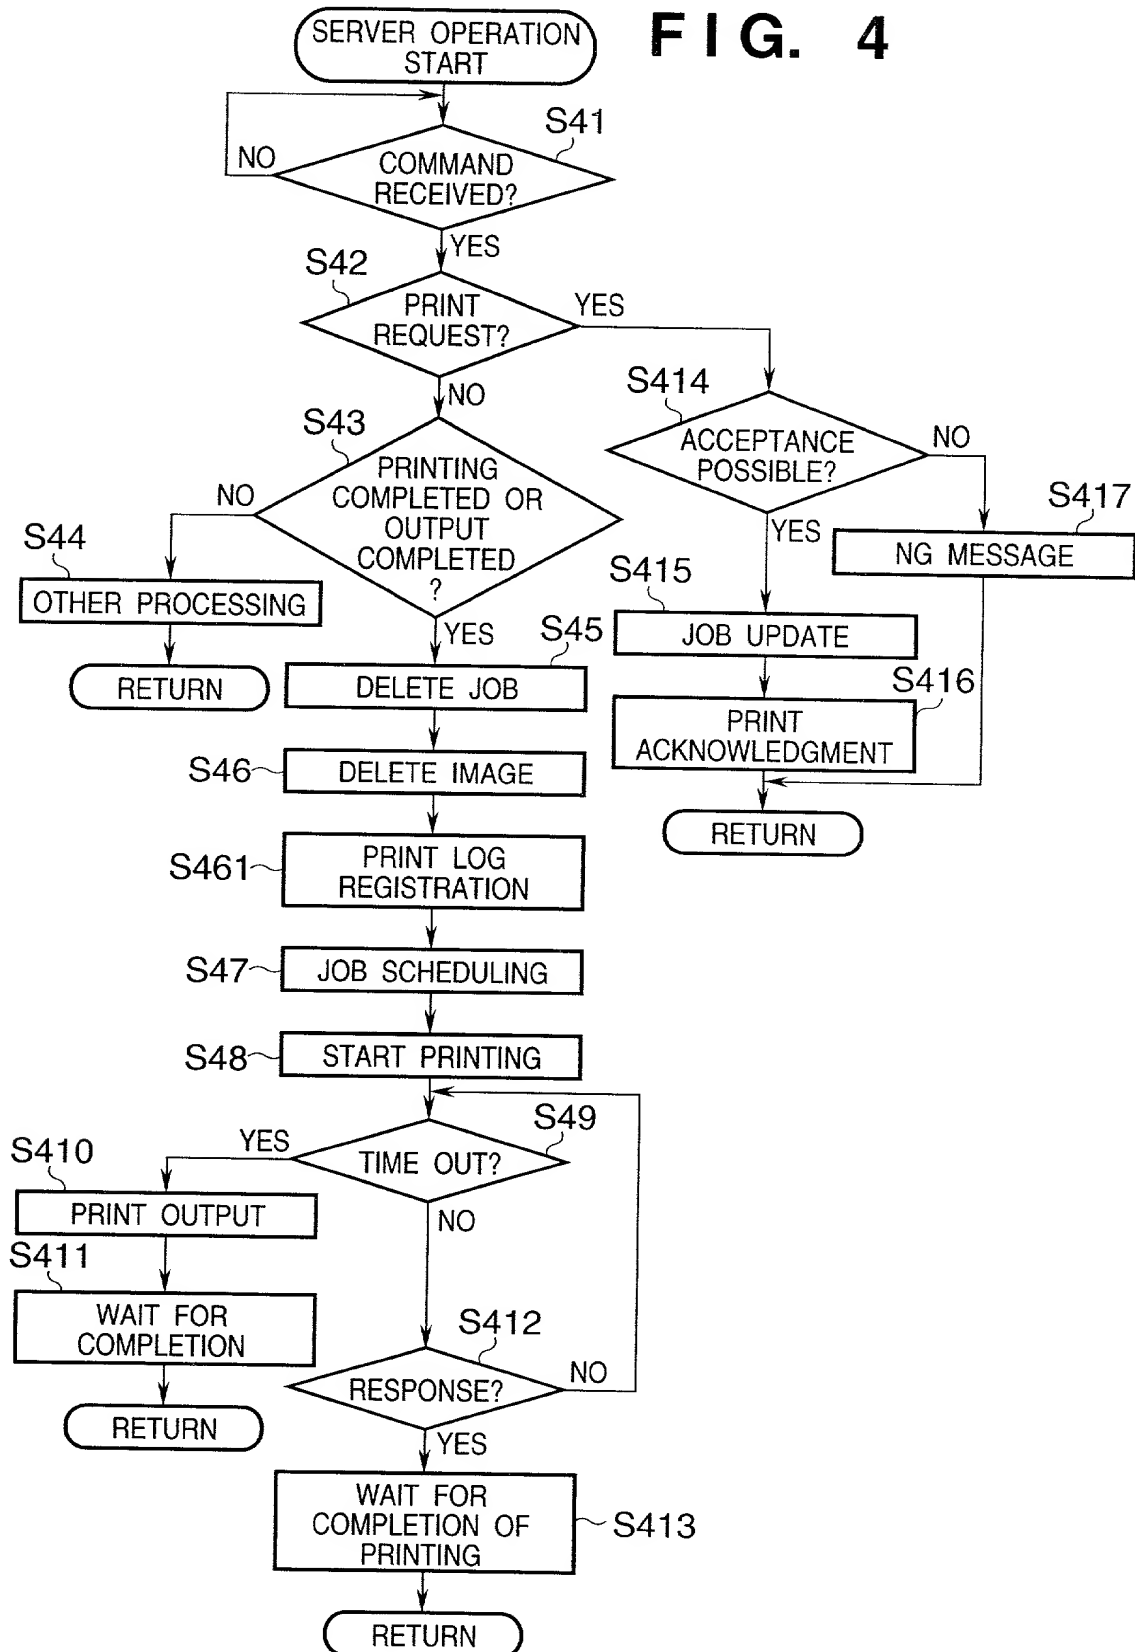 FIG. 4
SERVER OPERATION
START
S41
NO
COMMAND
RECEIVED?
YES
S42
PRINT
REQUEST?
YES
NO
S414
ACCEPTANCE
POSSIBLE?
NO
YES
S417
NG MESSAGE
S43
PRINTING
COMPLETED OR
OUTPUT
COMPLETED
?
NO
S44
OTHER PROCESSING
RETURN
YES
S415
JOB UPDATE
S416
PRINT
ACKNOWLEDGMENT
RETURN
S45
DELETE JOB
S46
DELETE IMAGE
S461
PRINT LOG
REGISTRATION
S47
JOB SCHEDULING
S48
START PRINTING
S49
TIME OUT?
YES
S410
PRINT OUTPUT
S411
WAIT FOR
COMPLETION
RETURN
NO
S412
RESPONSE?
NO
YES
WAIT FOR
COMPLETION OF
PRINTING
S413
RETURN